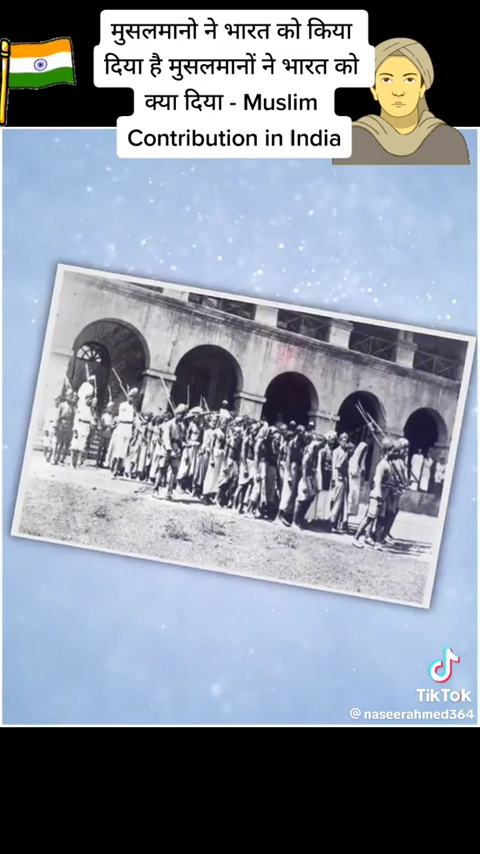 मुसलमानो ने भारत को किया
दिया है मुसलमानों ने भारत को
क्या दिया - Muslim
Contribution in India
TikTok
@naseerahmed364